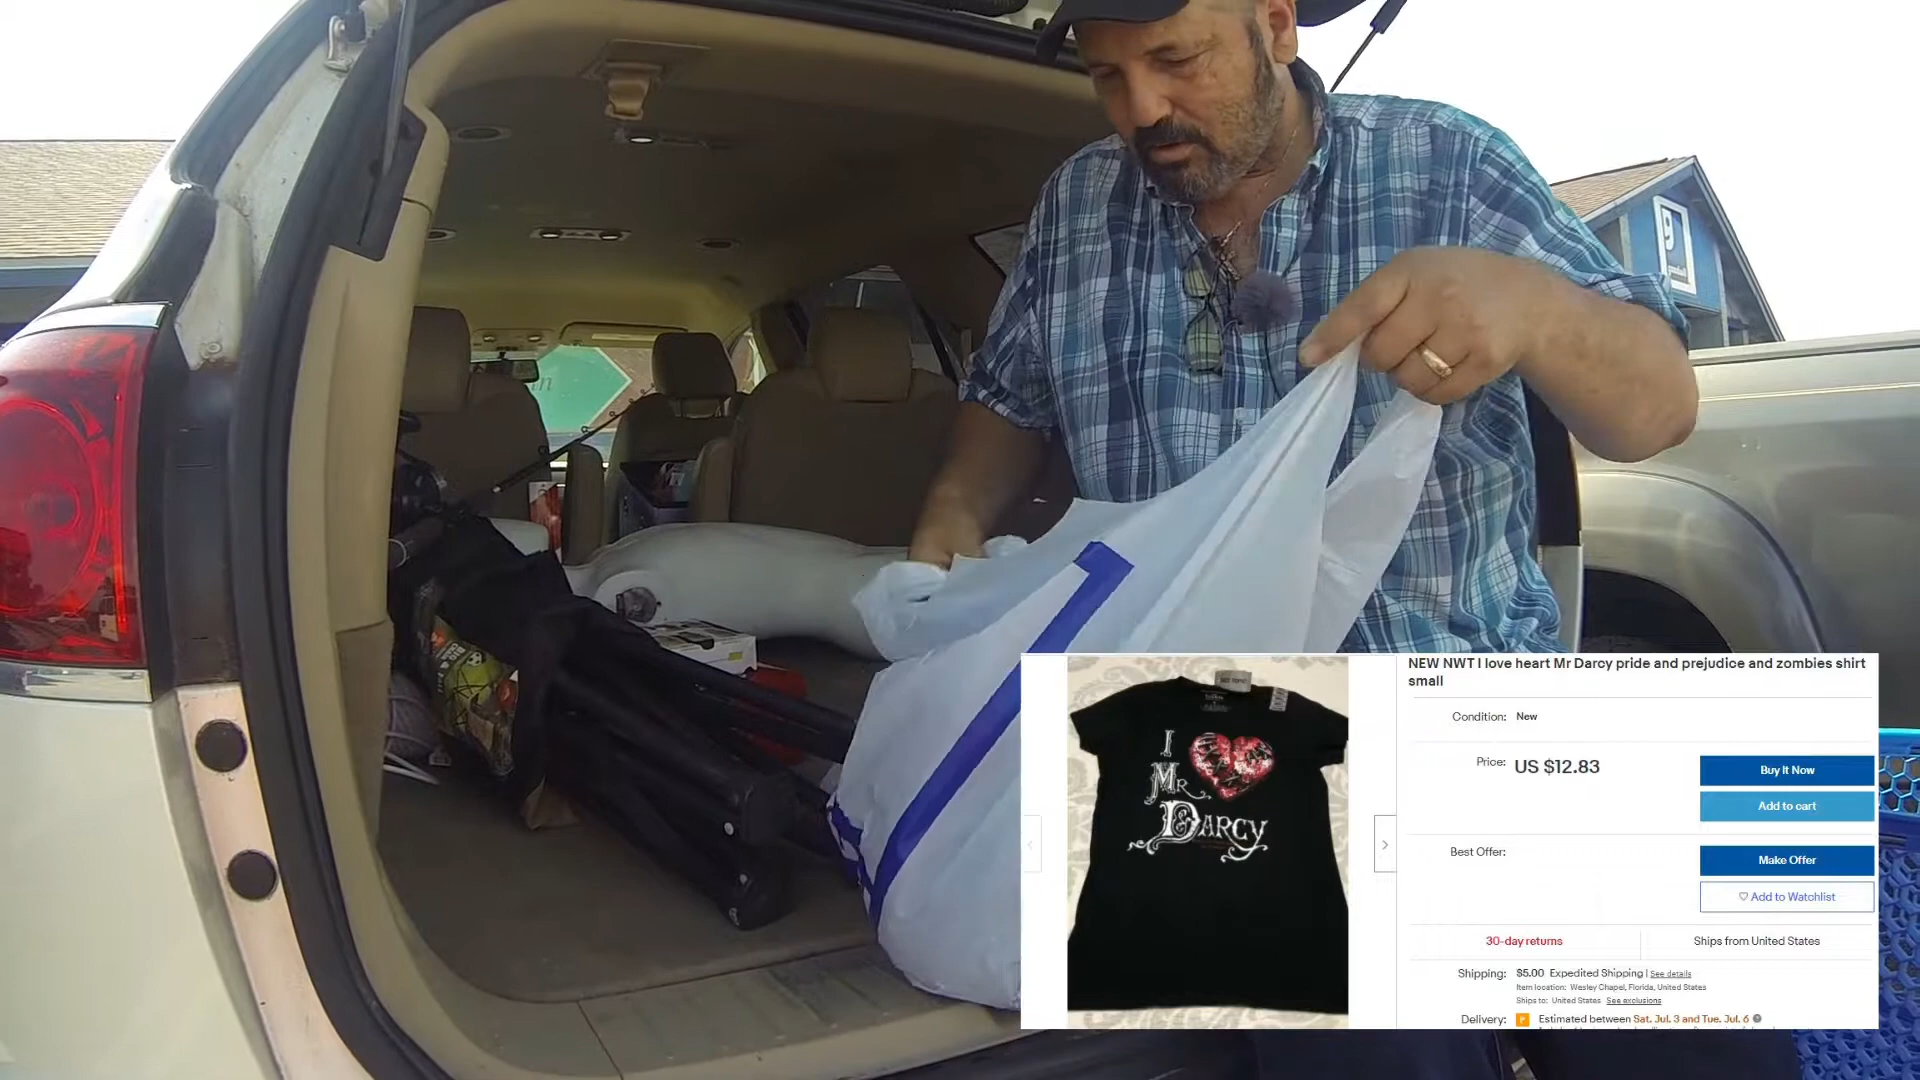 g
goodwill
BIG
I
Mr
DARCY
NEW NWT I love heart Mr Darcy pride and prejudice and zombies shirt
small
Condition: New
Price: US $12.83
Buy It Now
Add to cart
Best Offer:
Make Offer
Add to Watchlist
30-day returns
Ships from United States
Shipping: $5.00 Expedited Shipping | See details
Item location: Wesley Chapel, Florida, United States
Ships to: United States See exclusions
Delivery: Estimated between Sat. Jul. 3 and Tue. Jul. 6